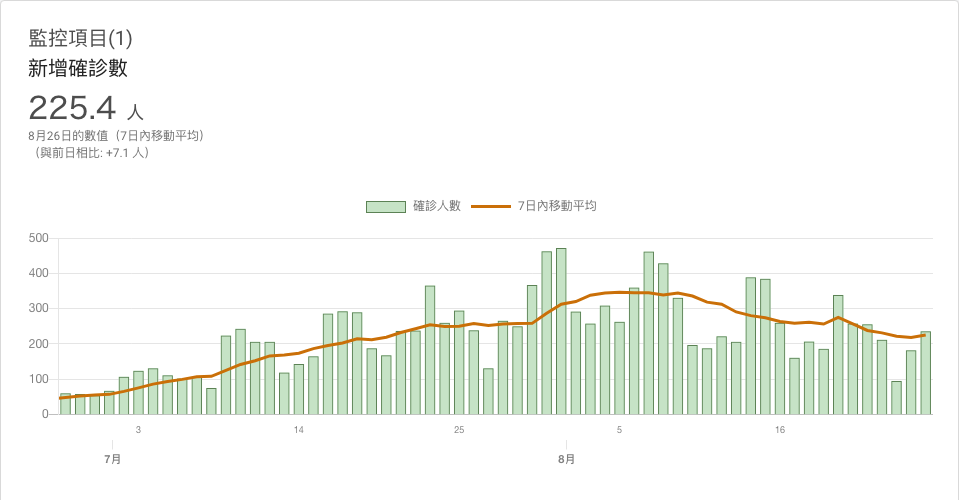 監控項目(1)
新增確診數
225.4 人
8月26日的數值（7日內移動平均）
（與前日相比: +7.1 人）
確診人數 7日內移動平均
500
400
300
200
100
0
3 14 25 5 16
7月 8月